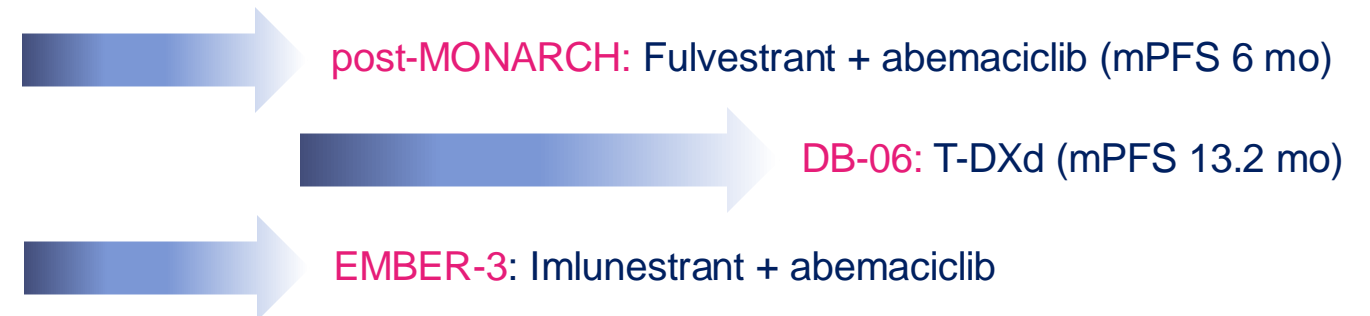 post-MONARCH: Fulvestrant + abemaciclib (mPFS 6 mo)
DB-06: T-DXd (mPFS 13.2 mo)
EMBER-3: Imlunestrant + abemaciclib